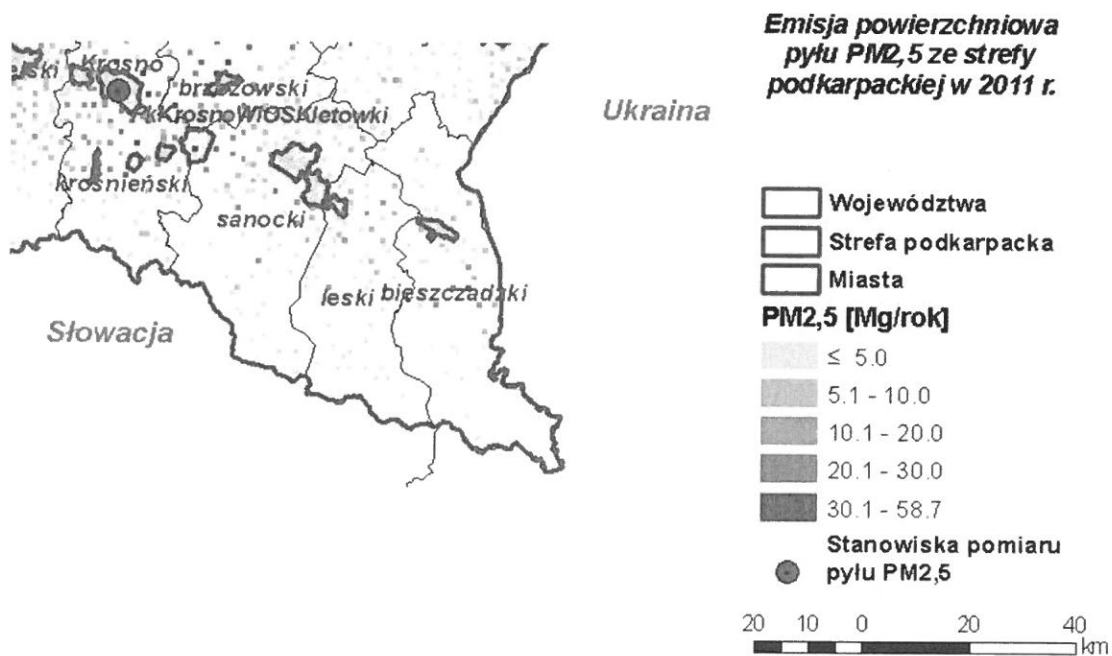 Emisja powierzchniowa
pyłu PM2,5 ze strefy
podkarpackiej w 2011 r.
Ukraina
Krosno
brzozowski
PkKrosnoWIOSKletowki
krośnieński
sanocki
leski
bieszczadzki
Słowacja
Województwa
Strefa podkarpacka
Miasta
PM2,5 [Mg/rok]
≤ 5.0
5.1 - 10.0
10.1 - 20.0
20.1 - 30.0
30.1 - 58.7
Stanowiska pomiaru
pyłu PM2,5
20 10 0 20 40
km